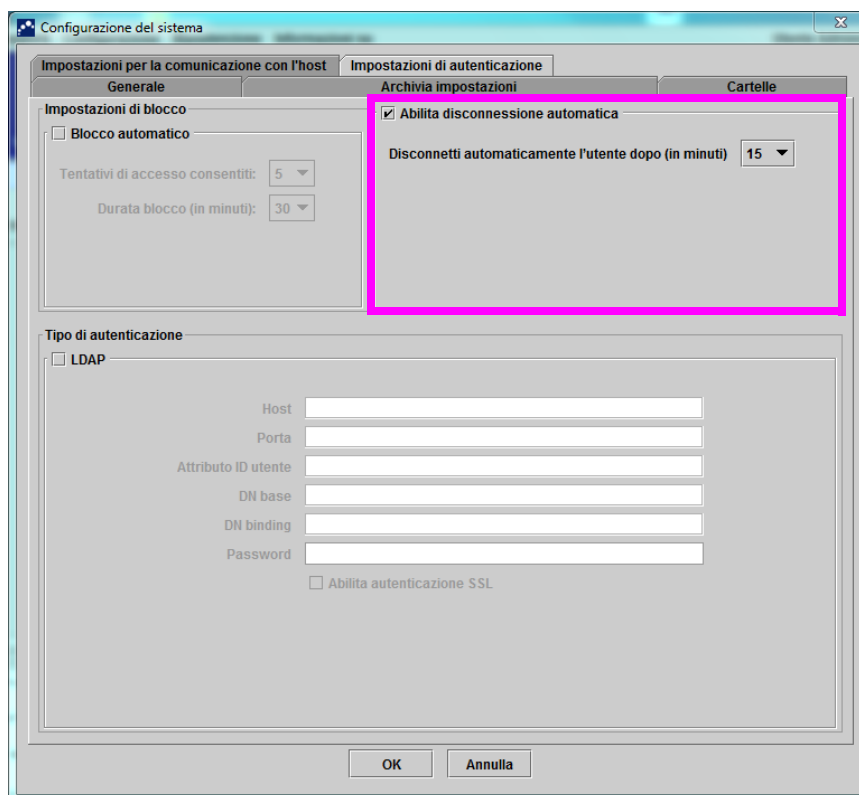 Configurazione del sistema
Impostazioni per la comunicazione con l'host
Impostazioni di autenticazione
Generale
Archivia impostazioni
Cartelle
Impostazioni di blocco
Blocco automatico
Tentativi di accesso consentiti: 5
Durata blocco (in minuti): 30
Abilita disconnessione automatica
Disconnetti automaticamente l'utente dopo (in minuti) 15
Tipo di autenticazione
LDAP
Host
Porta
Attributo ID utente
DN base
DN binding
Password
Abilita autenticazione SSL
OK
Annulla